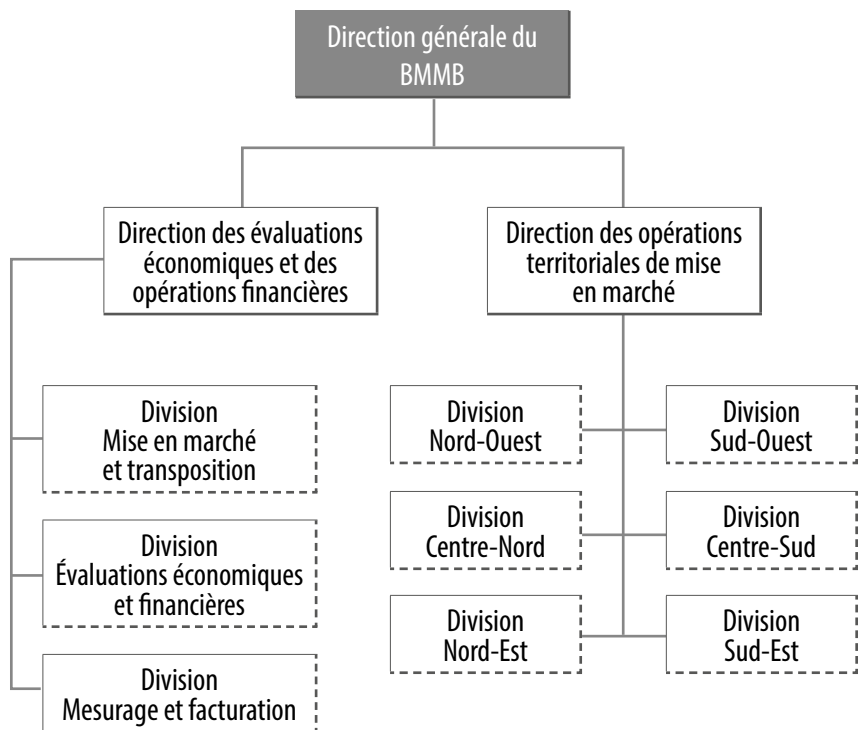 Direction générale du
BMMB
Direction des évaluations
économiques et des
opérations financières
Direction des opérations
territoriales de mise
en marché
Division
Mise en marché
et transposition
Division
Évaluations économiques
et financières
Division
Mesurage et facturation
Division
Nord-Ouest
Division
Sud-Ouest
Division
Centre-Nord
Division
Centre-Sud
Division
Nord-Est
Division
Sud-Est